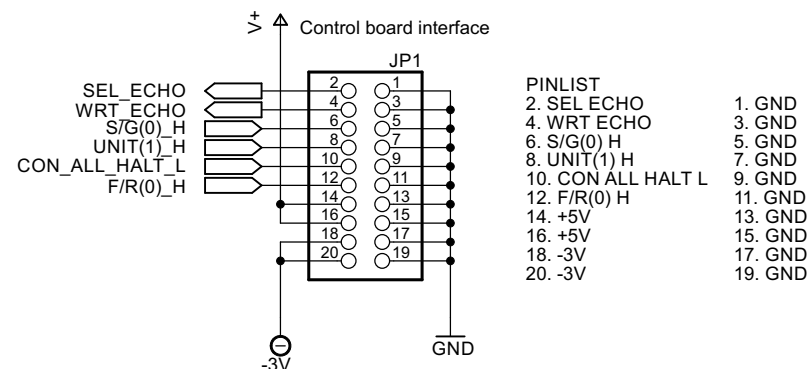 V+
Control board interface
JP1
SEL_ECHO
WRT_ECHO
S/G(0)_H
UNIT(1)_H
CON_ALL_HALT_L
F/R(0)_H
2 1
4 3
6 5
8 7
10 9
12 11
14 13
16 15
18 17
20 19
-3V
GND
PINLIST
2. SEL ECHO 1. GND
4. WRT ECHO 3. GND
6. S/G(0) H 5. GND
8. UNIT(1) H 7. GND
10. CON ALL HALT L 9. GND
12. F/R(0) H 11. GND
14. +5V 13. GND
16. +5V 15. GND
18. -3V 17. GND
20. -3V 19. GND